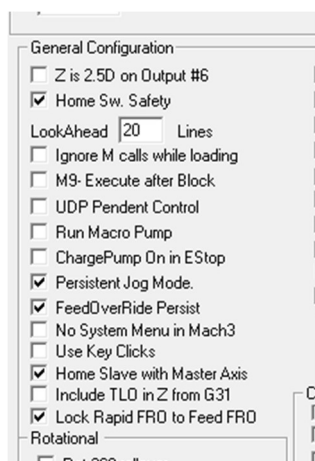 General Configuration
Z is 2.5D on Output #6
Home Sw. Safety
LookAhead 20 Lines
Ignore M calls while loading
M9- Execute after Block
UDP Pendent Control
Run Macro Pump
ChargePump On in EStop
Persistent Jog Mode.
FeedOverRide Persist
No System Menu in Mach3
Use Key Clicks
Home Slave with Master Axis
Include TLO in Z from G31
Lock Rapid FRO to Feed FRO
Rotational